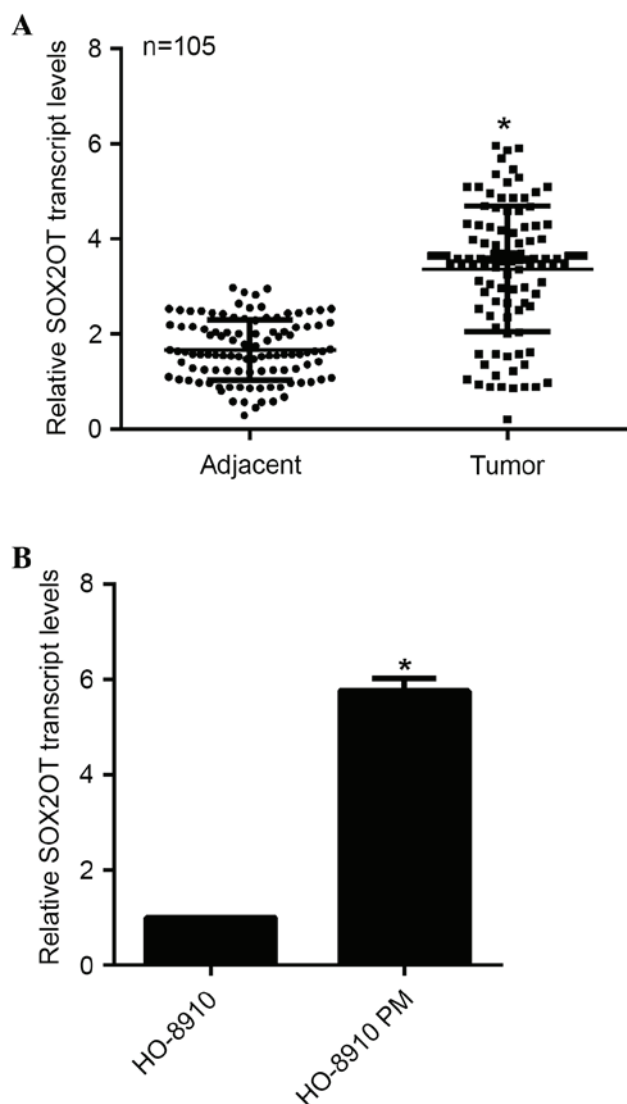 A
Relative SOX2OT transcript levels
8
6
4
2
0
n=105
*
Adjacent
Tumor
B
Relative SOX2OT transcript levels
8
6
4
2
0
*
HO-8910
HO-8910 PM